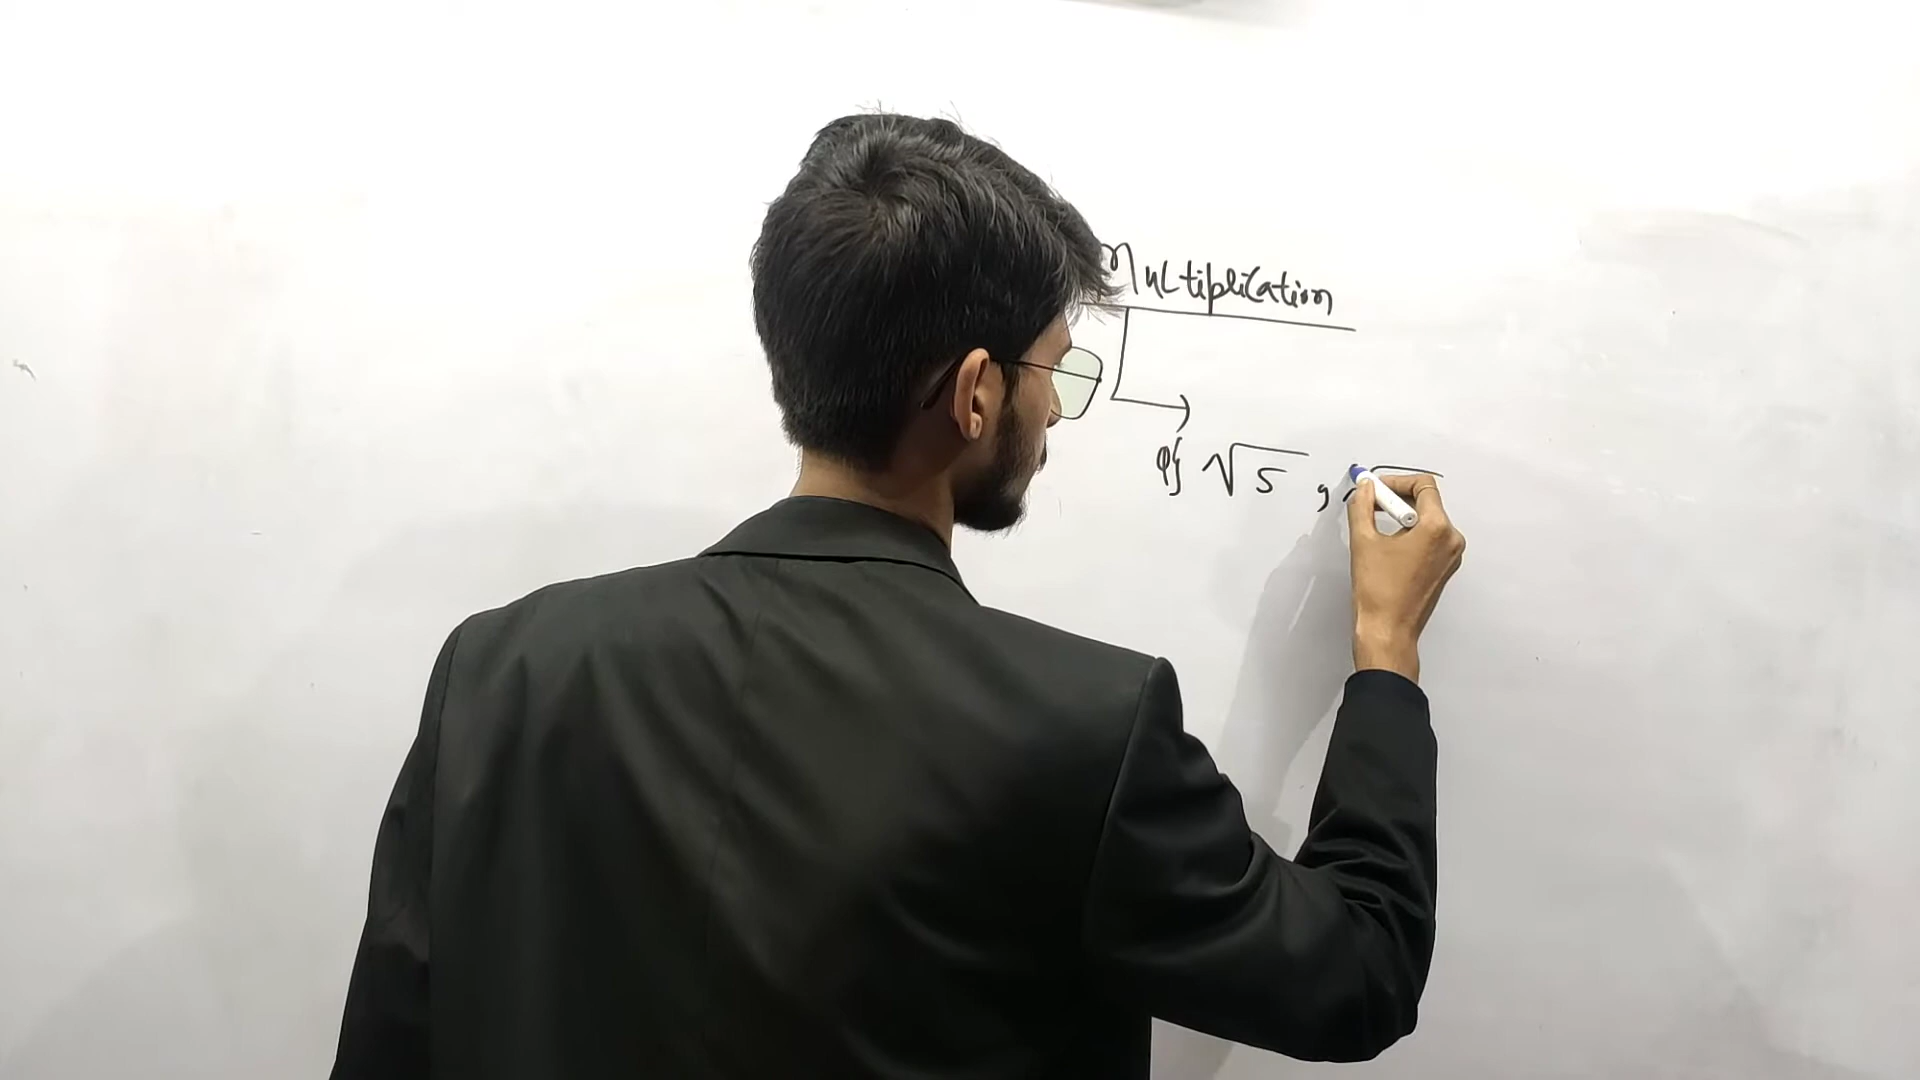 Multiplication
→
of √5 , √